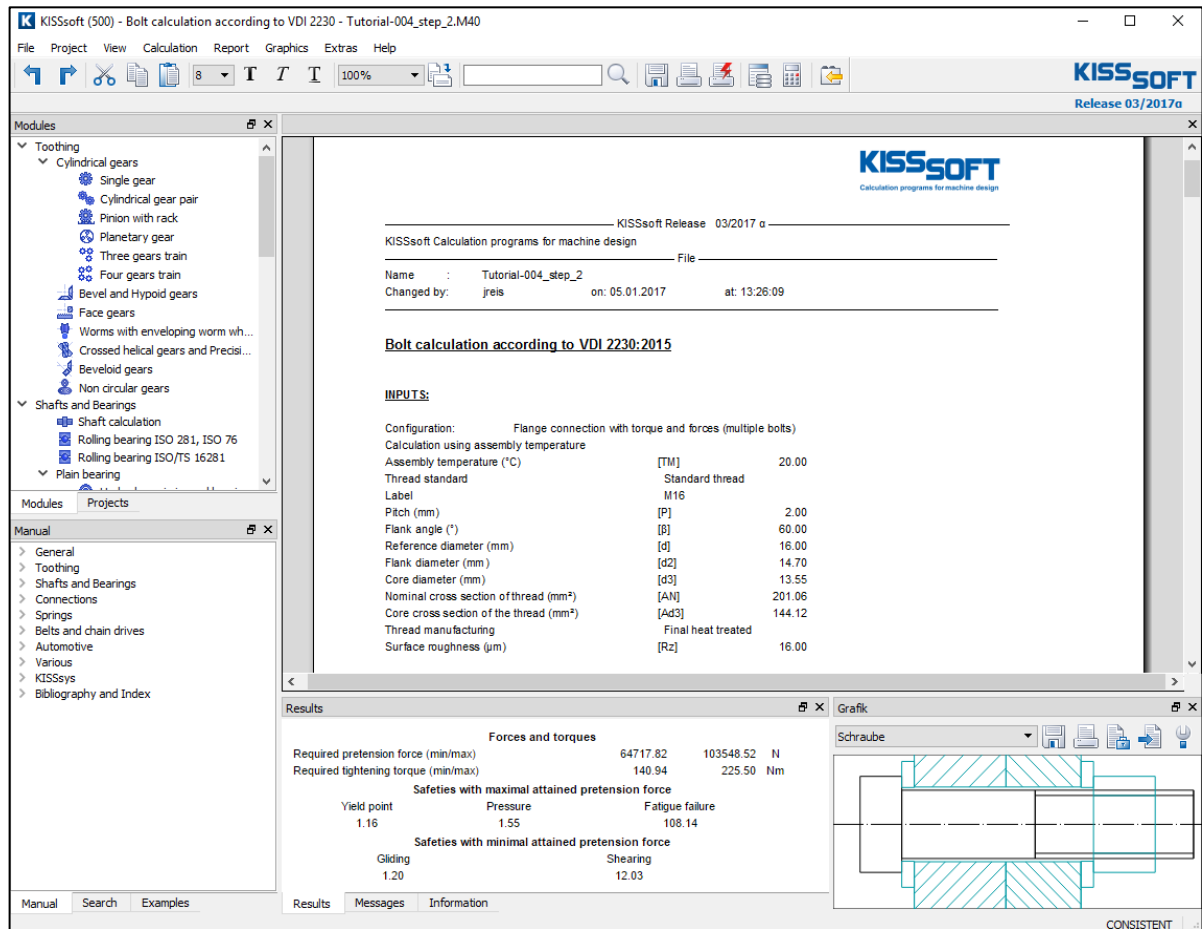 KISSsoft (500) - Bolt calculation according to VDI 2230 - Tutorial-004_step_2.M40
File Project View Calculation Report Graphics Extras Help
8 T T T 100%
KISSSOFT
Release 03/2017α
Modules
Toothing
Cylindrical gears
Single gear
Cylindrical gear pair
Pinion with rack
Planetary gear
Three gears train
Four gears train
Bevel and Hypoid gears
Face gears
Worms with enveloping worm wh...
Crossed helical gears and Precisi...
Beveloid gears
Non circular gears
Shafts and Bearings
Shaft calculation
Rolling bearing ISO 281, ISO 76
Rolling bearing ISO/TS 16281
Plain bearing
Modules Projects
Manual
General
Toothing
Shafts and Bearings
Connections
Springs
Belts and chain drives
Automotive
Various
KISSsys
Bibliography and Index
Manual Search Examples
KISSSOFT
Calculation programs for machine design
KISSsoft Release 03/2017 α
KISSsoft Calculation programs for machine design
File
Name : Tutorial-004_step_2
Changed by: jreis on: 05.01.2017 at: 13:26:09
Bolt calculation according to VDI 2230:2015
INPUTS:
Configuration: Flange connection with torque and forces (multiple bolts)
Calculation using assembly temperature
Assembly temperature (°C) [TM] 20.00
Thread standard Standard thread
Label M16
Pitch (mm) [P] 2.00
Flank angle (°) [β] 60.00
Reference diameter (mm) [d] 16.00
Flank diameter (mm) [d2] 14.70
Core diameter (mm) [d3] 13.55
Nominal cross section of thread (mm²) [AN] 201.06
Core cross section of the thread (mm²) [Ad3] 144.12
Thread manufacturing Final heat treated
Surface roughness (μm) [Rz] 16.00
Results
Forces and torques
Required pretension force (min/max) 64717.82 103548.52 N
Required tightening torque (min/max) 140.94 225.50 Nm
Safeties with maximal attained pretension force
Yield point Pressure Fatigue failure
1.16 1.55 108.14
Safeties with minimal attained pretension force
Gliding Shearing
1.20 12.03
Results Messages Information
Grafik
Schraube
CONSISTENT